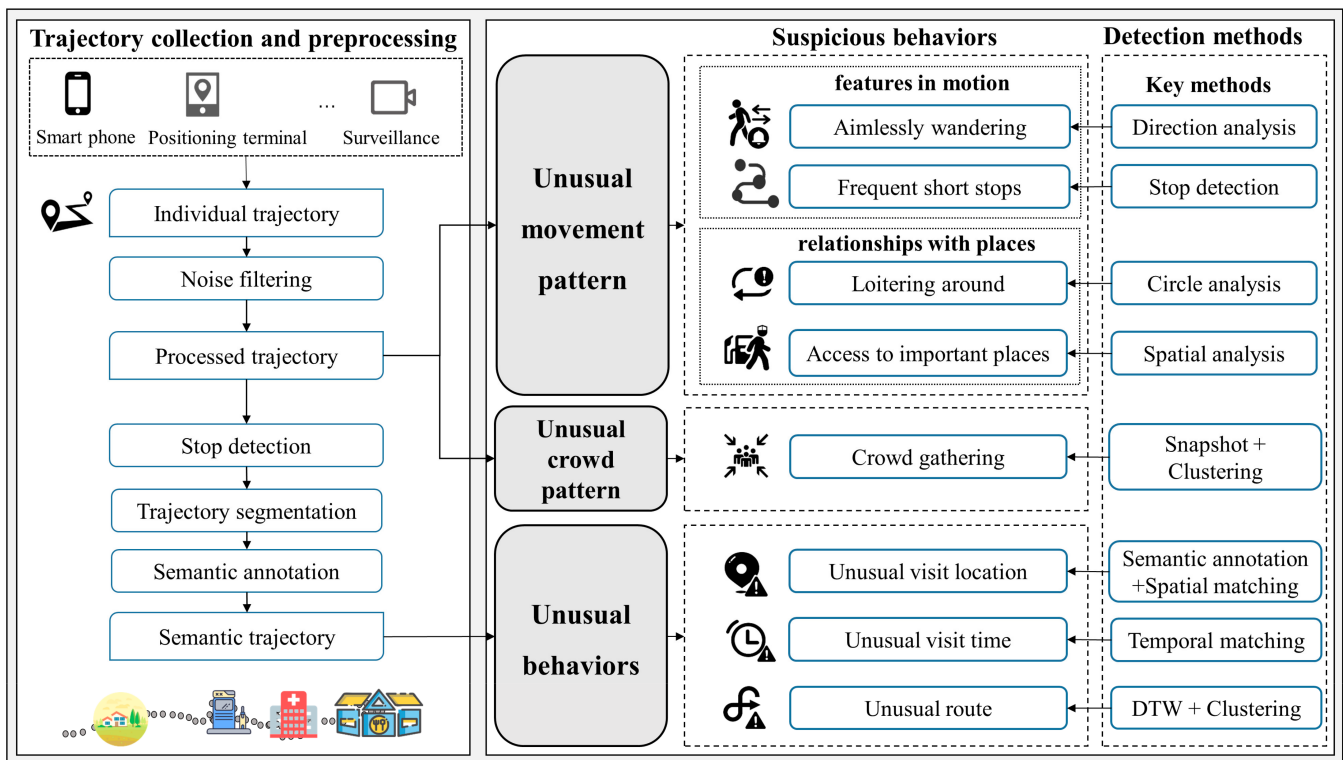 Trajectory collection and preprocessing
Smart phone
Positioning terminal
...
Surveillance
Individual trajectory
Noise filtering
Processed trajectory
Stop detection
Trajectory segmentation
Semantic annotation
Semantic trajectory
Unusual
movement
pattern
Unusual
crowd
pattern
Unusual
behaviors
Suspicious behaviors
features in motion
Aimlessly wandering
Frequent short stops
relationships with places
Loitering around
Access to important places
Crowd gathering
Unusual visit location
Unusual visit time
Unusual route
Detection methods
Key methods
Direction analysis
Stop detection
Circle analysis
Spatial analysis
Snapshot +
Clustering
Semantic annotation
+Spatial matching
Temporal matching
DTW + Clustering